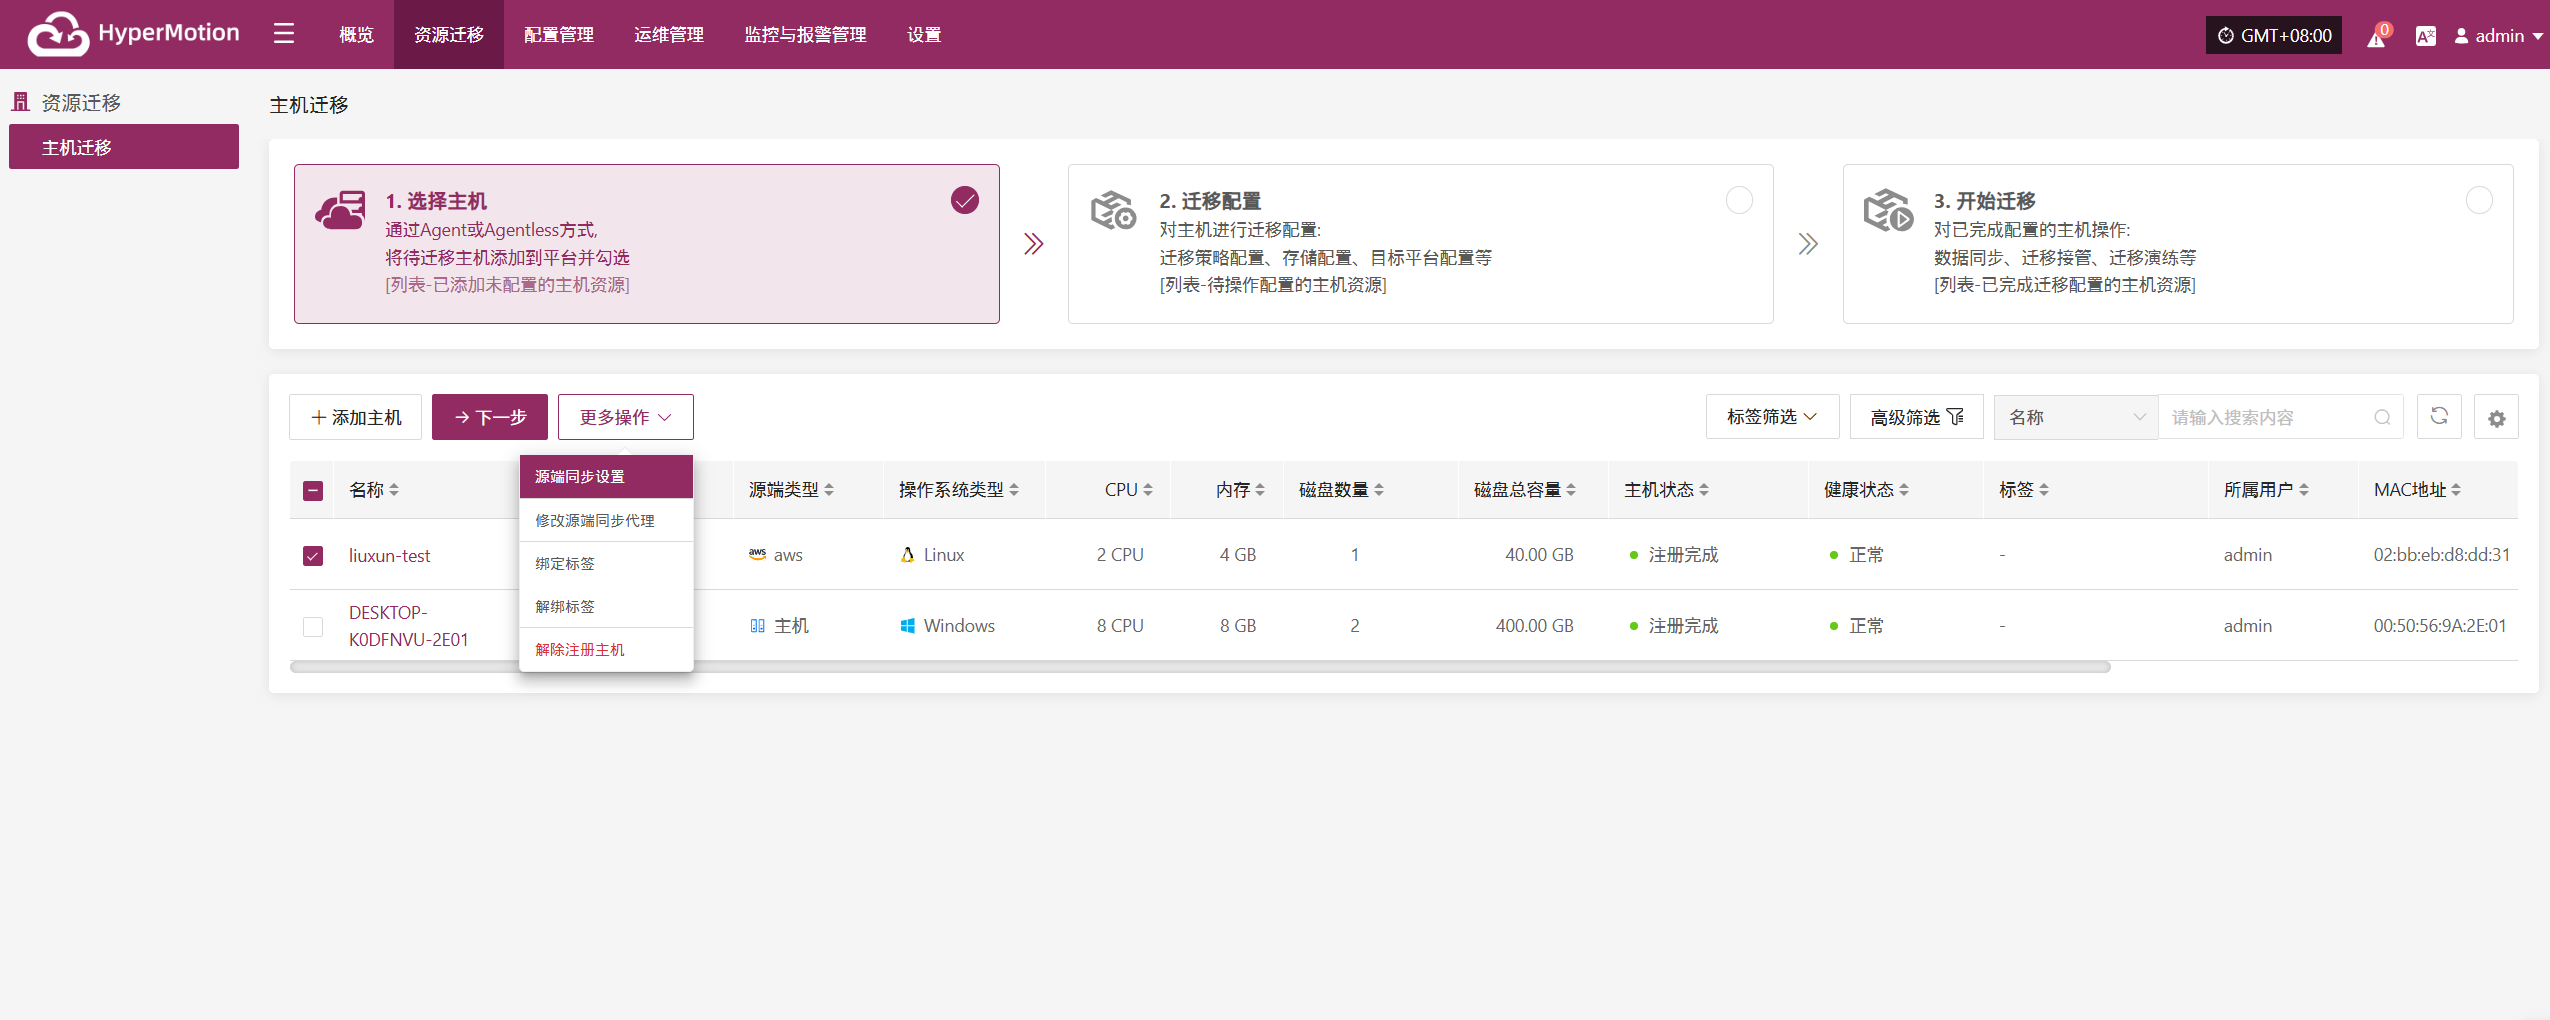 HyperMotion
概览
资源迁移
配置管理
运维管理
监控与报警管理
设置
GMT+08:00
0
admin
资源迁移
主机迁移
主机迁移
1. 选择主机
通过Agent或Agentless方式,
将待迁移主机添加到平台并勾选
[列表-已添加未配置的主机资源]
2. 迁移配置
对主机进行迁移配置:
迁移策略配置、存储配置、目标平台配置等
[列表-待操作配置的主机资源]
3. 开始迁移
对已完成配置的主机操作:
数据同步、迁移接管、迁移演练等
[列表-已完成迁移配置的主机资源]
添加主机
下一步
更多操作
标签筛选
高级筛选
名称
请输入搜索内容
源端同步设置
修改源端同步代理
绑定标签
解绑标签
解除注册主机
名称 源端类型 操作系统类型 CPU 内存 磁盘数量 磁盘总容量 主机状态 健康状态 标签 所属用户 MAC地址
liuxun-test aws aws Linux 2 CPU 4 GB 1 40.00 GB 注册完成 正常 - admin 02:bb:eb:d8:dd:31
DESKTOP-
K0DFNVU-2E01 主机 Windows 8 CPU 8 GB 2 400.00 GB 注册完成 正常 - admin 00:50:56:9A:2E:01